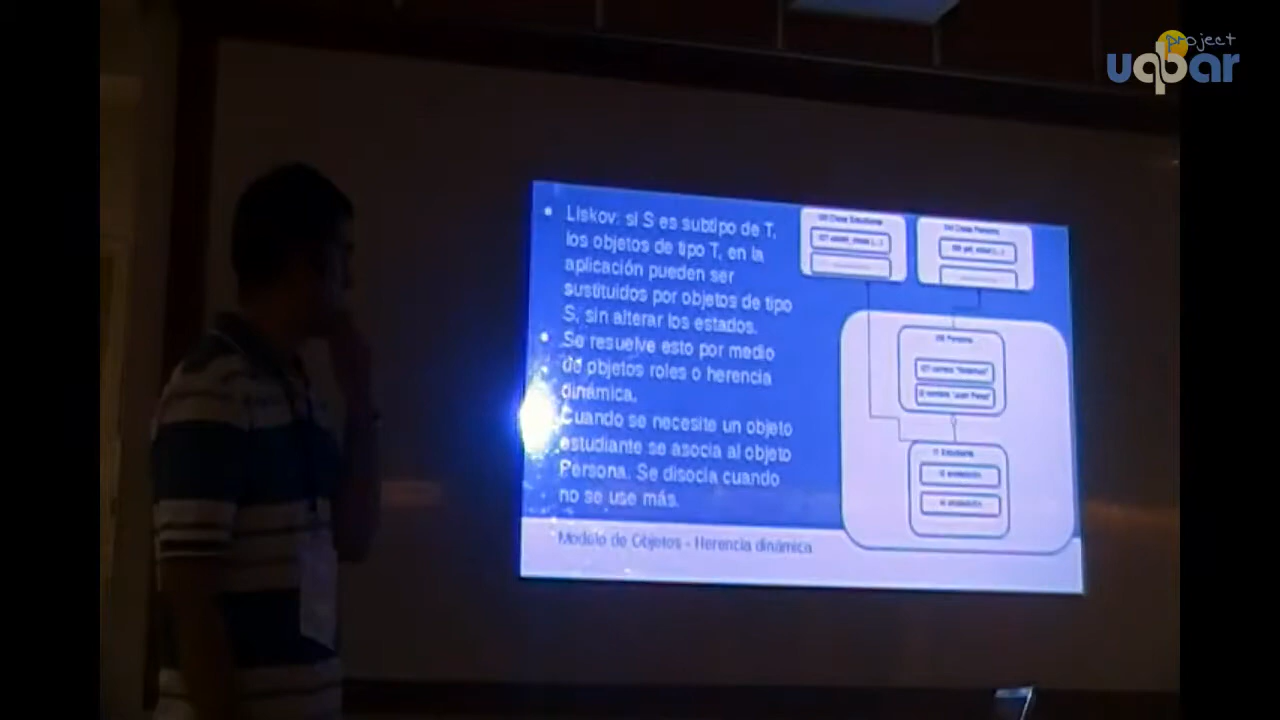 project
uqbar
• Liskov: si S es subtipo de T,
los objetos de tipo T, en la
aplicación pueden ser
sustituidos por objetos de tipo
S, sin alterar los estados.
• Se resuelve esto por medio
de objetos roles o herencia
dinámica.
Cuando se necesite un objeto
estudiante se asocia al objeto
Persona. Se disocia cuando
no se use más.
Modelo de Objetos - Herencia dinámica
Persona
Estudiante